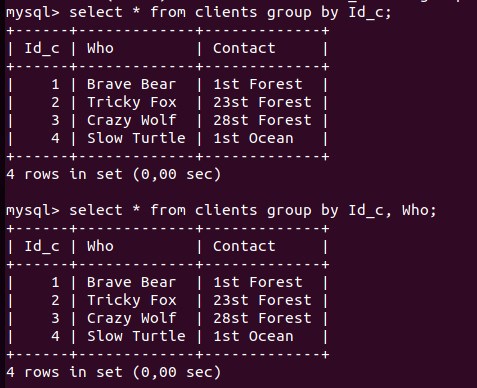 mysql> select * from clients group by Id_c;
+------+-------------+-------------+
| Id_c | Who         | Contact     |
+------+-------------+-------------+
|    1 | Brave Bear  | 1st Forest  |
|    2 | Tricky Fox  | 23st Forest |
|    3 | Crazy Wolf  | 28st Forest |
|    4 | Slow Turtle | 1st Ocean   |
+------+-------------+-------------+
4 rows in set (0,00 sec)

mysql> select * from clients group by Id_c, Who;
+------+-------------+-------------+
| Id_c | Who         | Contact     |
+------+-------------+-------------+
|    1 | Brave Bear  | 1st Forest  |
|    2 | Tricky Fox  | 23st Forest |
|    3 | Crazy Wolf  | 28st Forest |
|    4 | Slow Turtle | 1st Ocean   |
+------+-------------+-------------+
4 rows in set (0,00 sec)